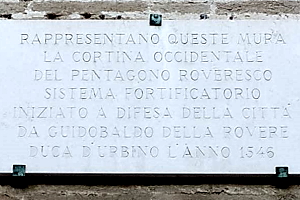 RAPPRESENTANO QUESTE MURA
LA CORTINA OCCIDENTALE
DEL PENTAGONO ROVERESCO
SISTEMA FORTIFICATORIO
INIZIATO A DIFESA DELLA CITTÀ
DA GUIDOBALDO DELLA ROVERE
DUCA D'URBINO L'ANNO 1546